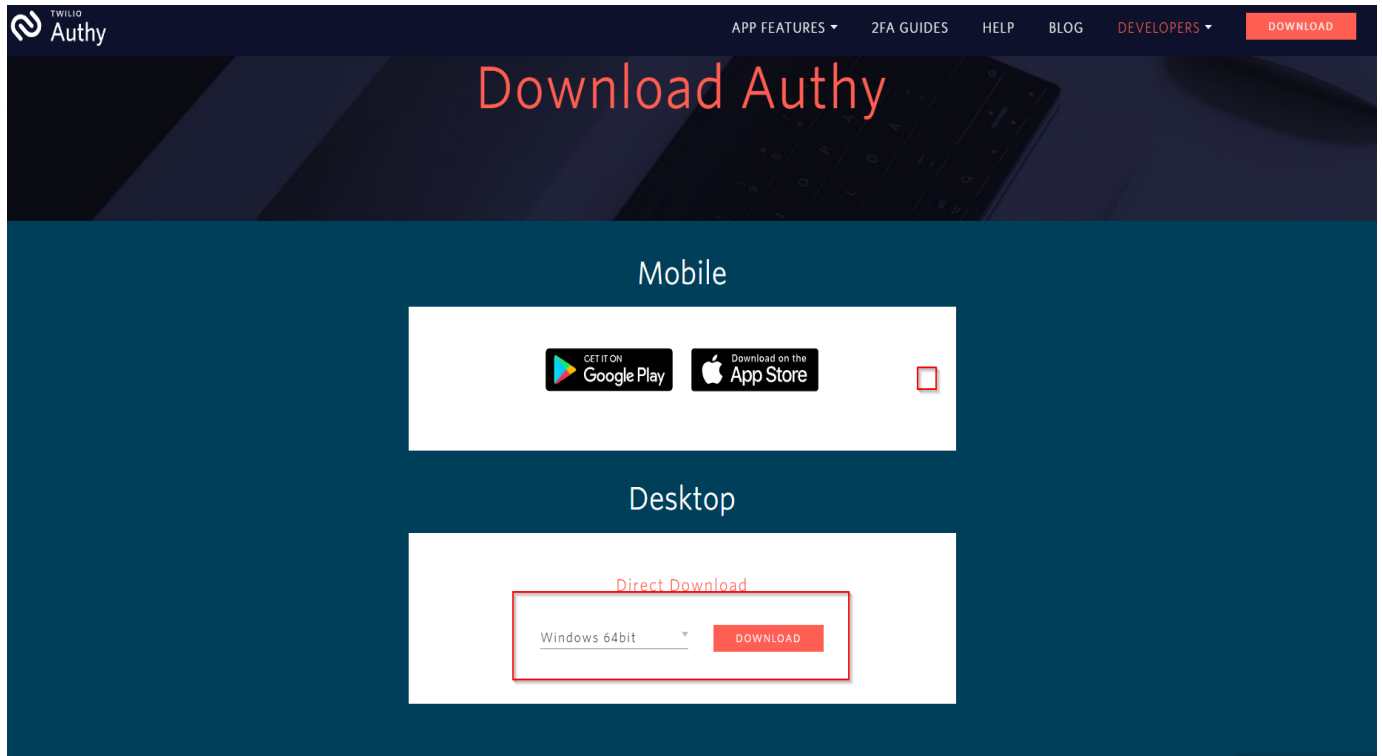 TWILIO
Authy
APP FEATURES
2FA GUIDES
HELP
BLOG
DEVELOPERS
DOWNLOAD
Download Authy
Mobile
GET IT ON
Google Play
Download on the
App Store
Desktop
Direct Download
Windows 64bit
DOWNLOAD